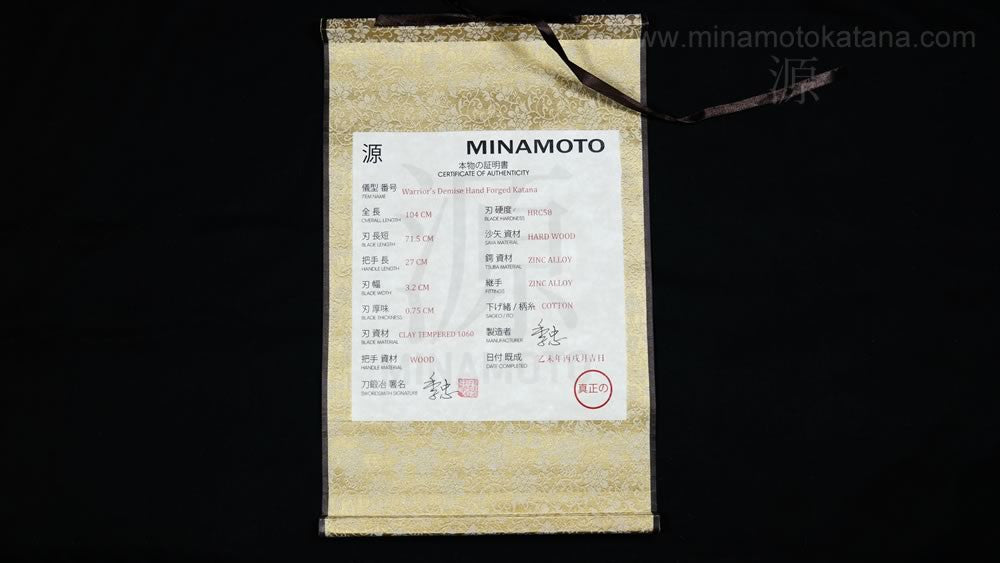 www.minamotokatana.com
源
源
MINAMOTO
本物の証明書
CERTIFICATE OF AUTHENTICITY
儀型 番号 Warrior's Demise Hand Forged Katana
ITEM NAME
全 長 104 CM
OVERALL LENGTH
刃 長短 71.5 CM
BLADE LENGTH
把手 長 27 CM
HANDLE LENGTH
刃 幅 3.2 CM
BLADE WIDTH
刃 厚味 0.75 CM
BLADE THICKNESS
刃 資材 CLAY TEMPERED 1060
BLADE MATERIAL
把手 資材 WOOD
HANDLE MATERIAL
刀鍛冶 署名
SWORDSMITH SIGNATURE
刃 硬度 HRC58
BLADE HARDNESS
沙矢 資材 HARD WOOD
SAYA MATERIAL
鍔 資材 ZINC ALLOY
TSUBA MATERIAL
継手 ZINC ALLOY
FITTINGS
下げ緒 / 柄糸 COTTON
SAGEO / ITO
製造者
MANUFACTURER
日付 既成 乙未年丙戌月吉日
DATE COMPLETED
真正の
源
MINAMOTO